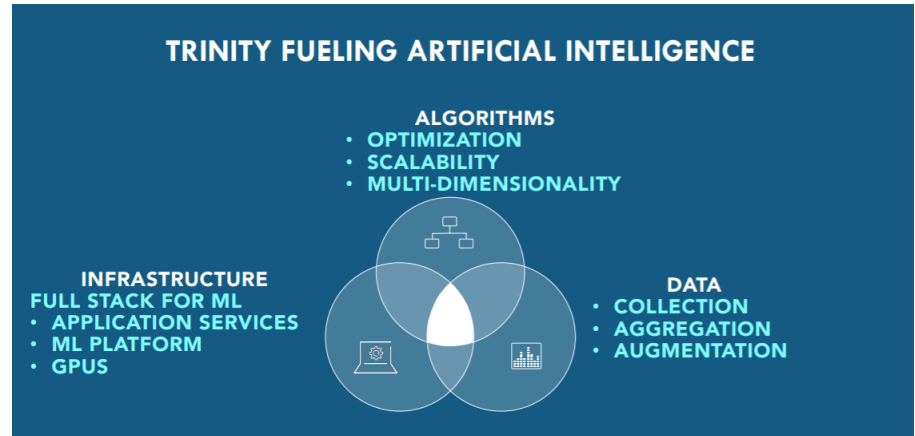 TRINITY FUELING ARTIFICIAL INTELLIGENCE
ALGORITHMS
• OPTIMIZATION
• SCALABILITY
• MULTI-DIMENSIONALITY
INFRASTRUCTURE
FULL STACK FOR ML
• APPLICATION SERVICES
• ML PLATFORM
• GPUS
DATA
• COLLECTION
• AGGREGATION
• AUGMENTATION